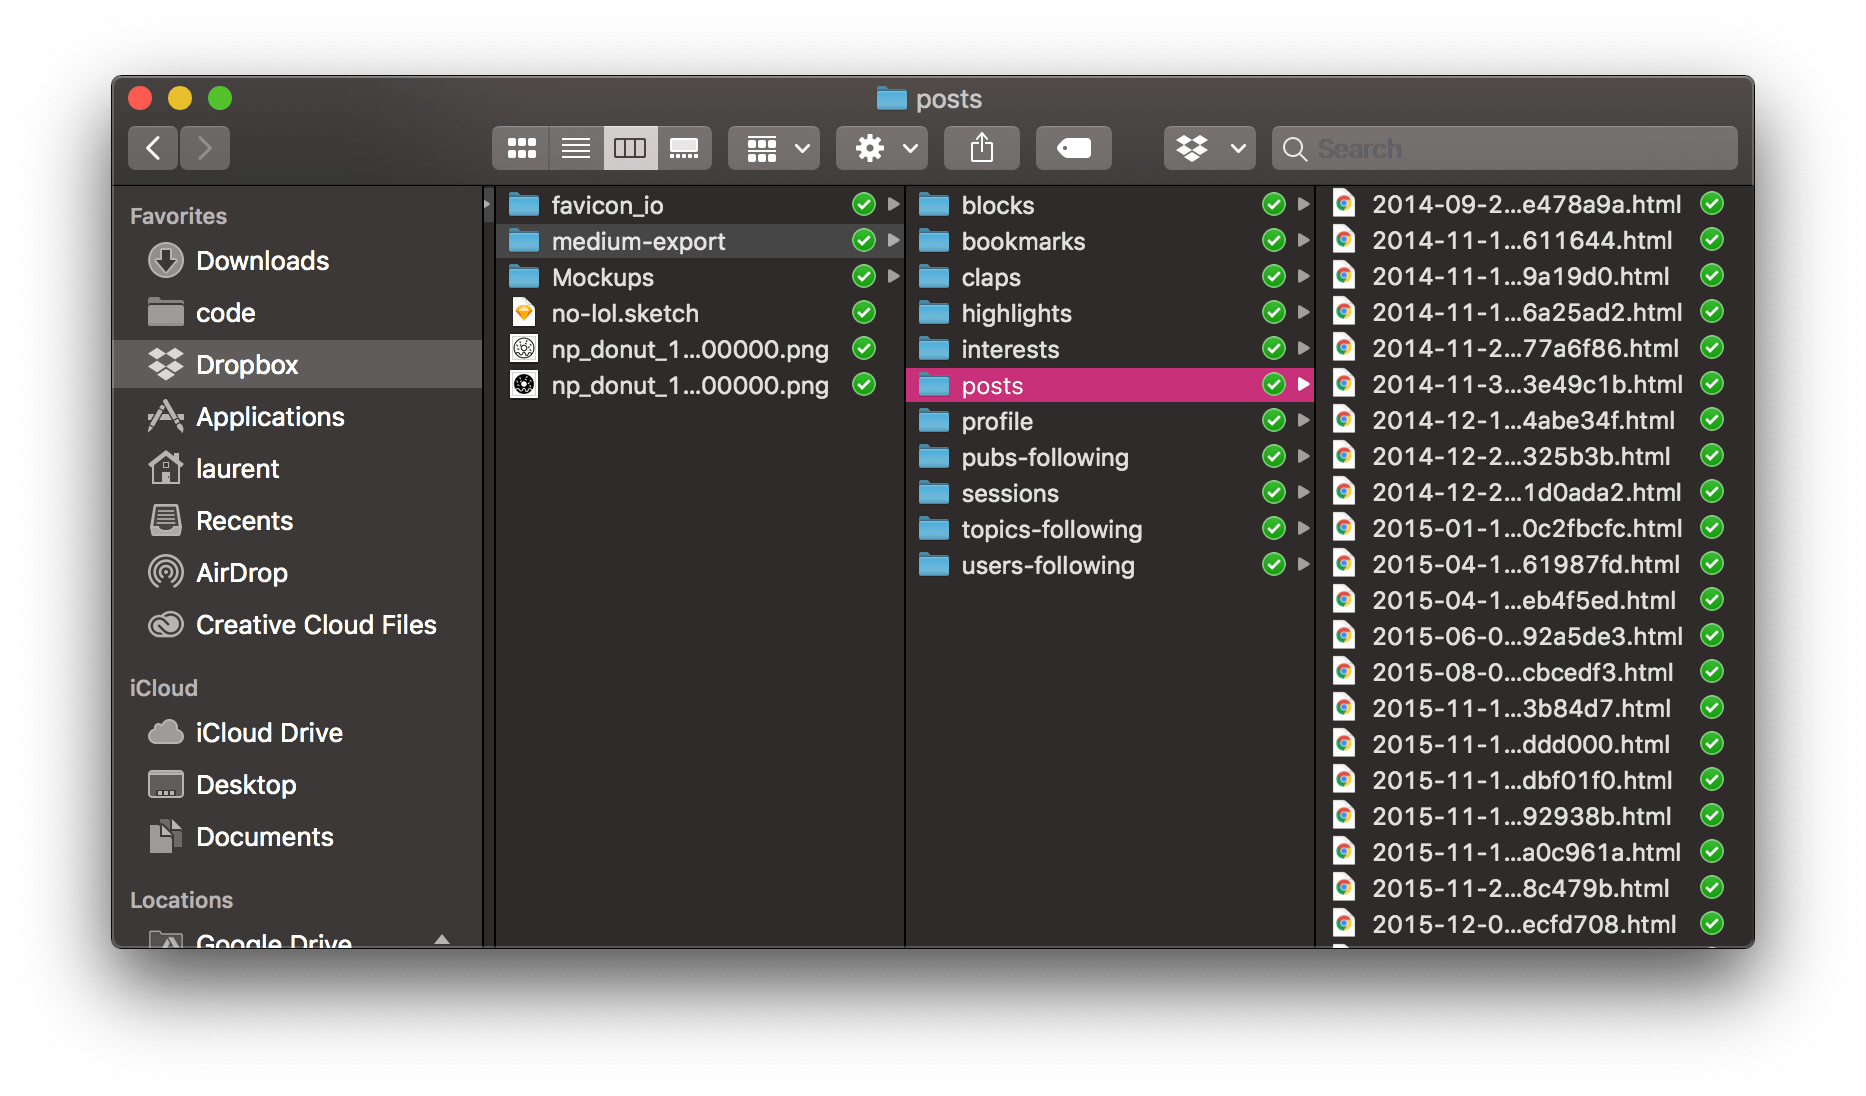 posts
Search
Favorites
Downloads
code
Dropbox
Applications
laurent
Recents
AirDrop
Creative Cloud Files
iCloud
iCloud Drive
Desktop
Documents
Locations
Google Drive
favicon_io
medium-export
Mockups
no-lol.sketch
np_donut_1...00000.png
np_donut_1...00000.png
blocks
bookmarks
claps
highlights
interests
posts
profile
pubs-following
sessions
topics-following
users-following
2014-09-2...e478a9a.html
2014-11-1...611644.html
2014-11-1...9a19d0.html
2014-11-1...6a25ad2.html
2014-11-2...77a6f86.html
2014-11-3...3e49c1b.html
2014-12-1...4abe34f.html
2014-12-2...325b3b.html
2014-12-2...1d0ada2.html
2015-01-1...0c2fbcfc.html
2015-04-1...61987fd.html
2015-04-1...eb4f5ed.html
2015-06-0...92a5de3.html
2015-08-0...cbcedf3.html
2015-11-1...3b84d7.html
2015-11-1...ddd000.html
2015-11-1...dbf01f0.html
2015-11-1...92938b.html
2015-11-1...a0c961a.html
2015-11-2...8c479b.html
2015-12-0...ecfd708.html